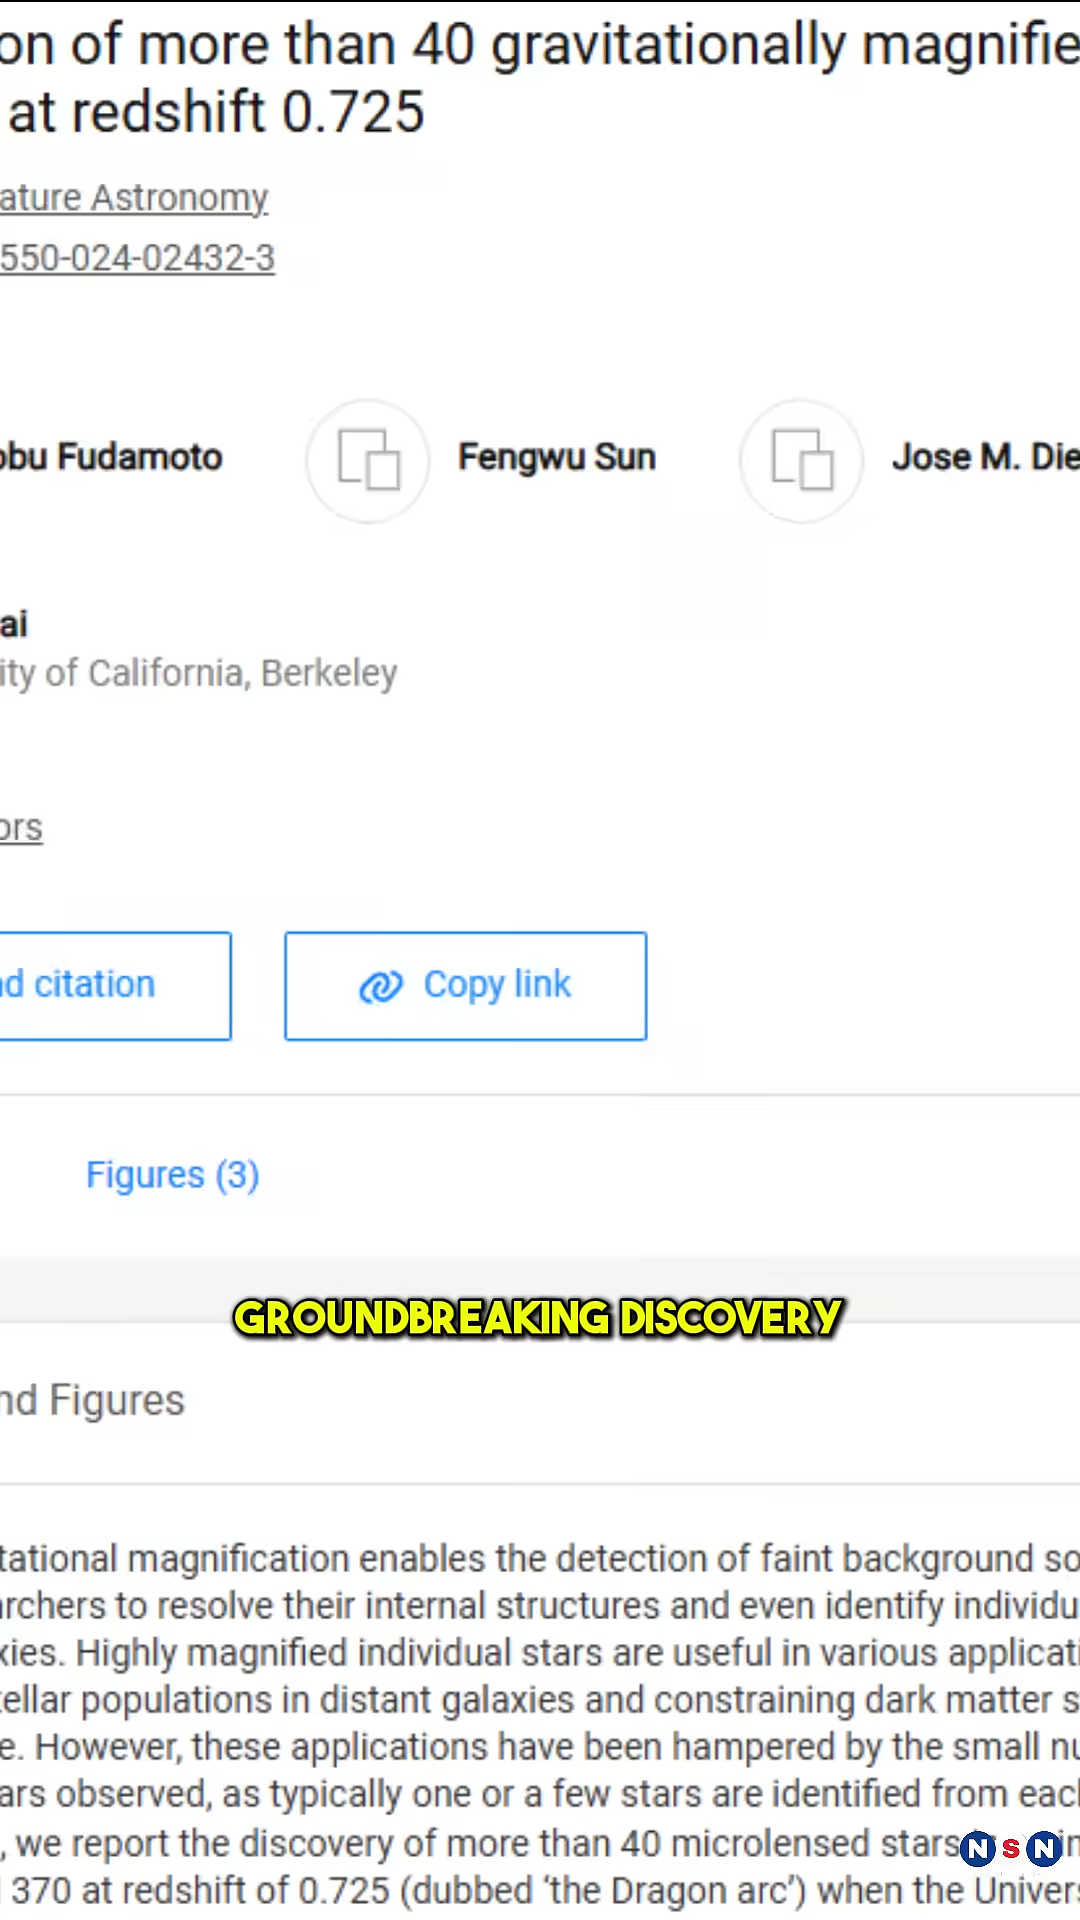 on of more than 40 gravitationally magnifie
at redshift 0.725
ature Astronomy
550-024-02432-3
obu Fudamoto
Fengwu Sun
Jose M. Die
ai
ity of California, Berkeley
ors
d citation
Copy link
Figures (3)
GROUNDBREAKING DISCOVERY
nd Figures
tational magnification enables the detection of faint background so
archers to resolve their internal structures and even identify individu
xies. Highly magnified individual stars are useful in various applicati
tellar populations in distant galaxies and constraining dark matter s
e. However, these applications have been hampered by the small nu
ars observed, as typically one or a few stars are identified from eac
, we report the discovery of more than 40 microlensed stars
N S N
370 at redshift of 0.725 (dubbed ‘the Dragon arc’) when the Univers